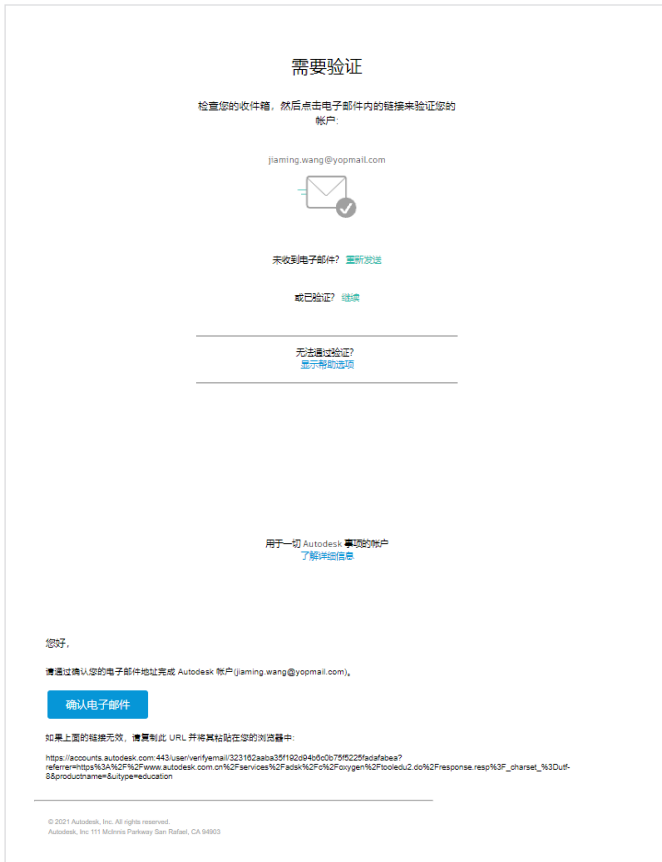 需要验证
检查您的收件箱，然后点击电子邮件内的链接来验证您的
帐户:
jiaming.wang@yopmail.com
未收到电子邮件？ 重新发送
或已验证？ 继续
无法通过验证?
显示帮助选项
用于一切 Autodesk 事项的帐户
了解详细信息
您好，
请通过确认您的电子邮件地址完成 Autodesk 帐户(jiaming.wang@yopmail.com)。
确认电子邮件
如果上面的链接无效，请复制此 URL 并将其粘贴在您的浏览器中:
https://accounts.autodesk.com:443/user/verifyemail/323162aaba35f192d94b6c0b75f5225fadafabea?
referrer=https%3A%2F%2Fwww.autodesk.com.cn%2Fservices%2Fadsk%2Fc%2Foxygen%2Ftooledu2.do%2Fresponse.resp%3F_charset_%3Dutf-
8&productname=&uitype=education
© 2021 Autodesk, Inc. All rights reserved.
Autodesk, Inc 111 McInnis Parkway San Rafael, CA 94903